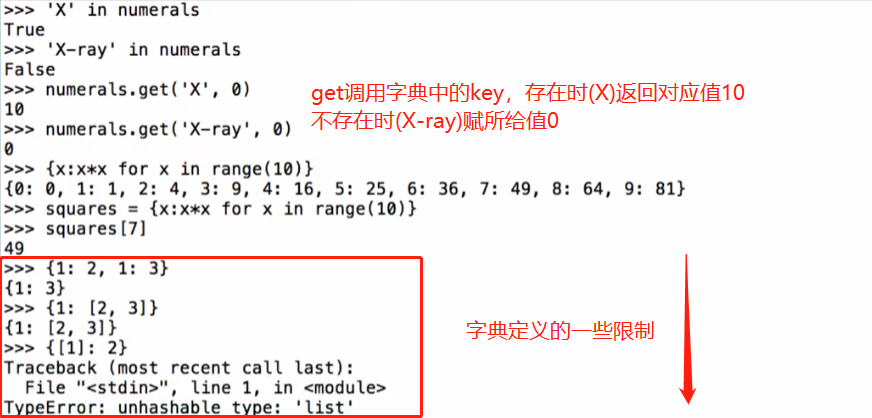 >>> 'X' in numerals
True
>>> 'X-ray' in numerals
False
>>> numerals.get('X', 0)
10
>>> numerals.get('X-ray', 0)
0
get调用字典中的key，存在时(X)返回对应值10
不存在时(X-ray)赋所给值0
>>> {x:x*x for x in range(10)}
{0: 0, 1: 1, 2: 4, 3: 9, 4: 16, 5: 25, 6: 36, 7: 49, 8: 64, 9: 81}
>>> squares = {x:x*x for x in range(10)}
>>> squares[7]
49
>>> {1: 2, 1: 3}
{1: 3}
>>> {1: [2, 3]}
{1: [2, 3]}
>>> {[1]: 2}
Traceback (most recent call last):
  File "<stdin>", line 1, in <module>
TypeError: unhashable type: 'list'
字典定义的一些限制